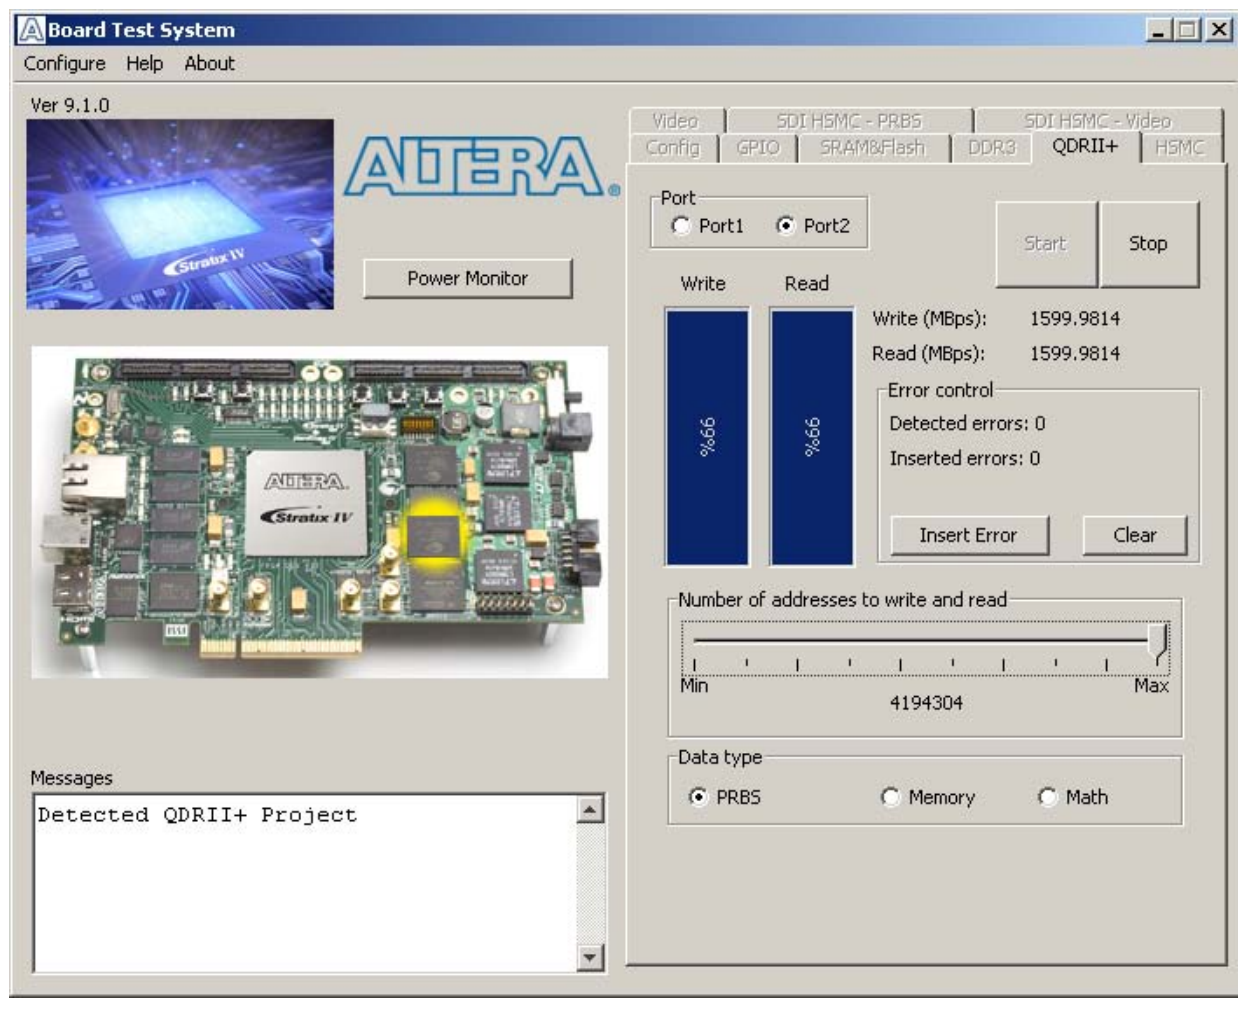 Board Test System
Configure Help About
Ver 9.1.0
ALTERA®
Stratix IV
Power Monitor
ALTERA.
Stratix IV
Messages
Detected QDRII+ Project
Video SDI HSMC - PRBS SDI HSMC - Video
Config GPIO SRAM&Flash DDR3 QDRII+ HSMC
Port
Port1 Port2
Start Stop
Write Read
99% 99%
Write (MBps): 1599.9814
Read (MBps): 1599.9814
Error control
Detected errors: 0
Inserted errors: 0
Insert Error Clear
Number of addresses to write and read
Min Max
4194304
Data type
PRBS Memory Math